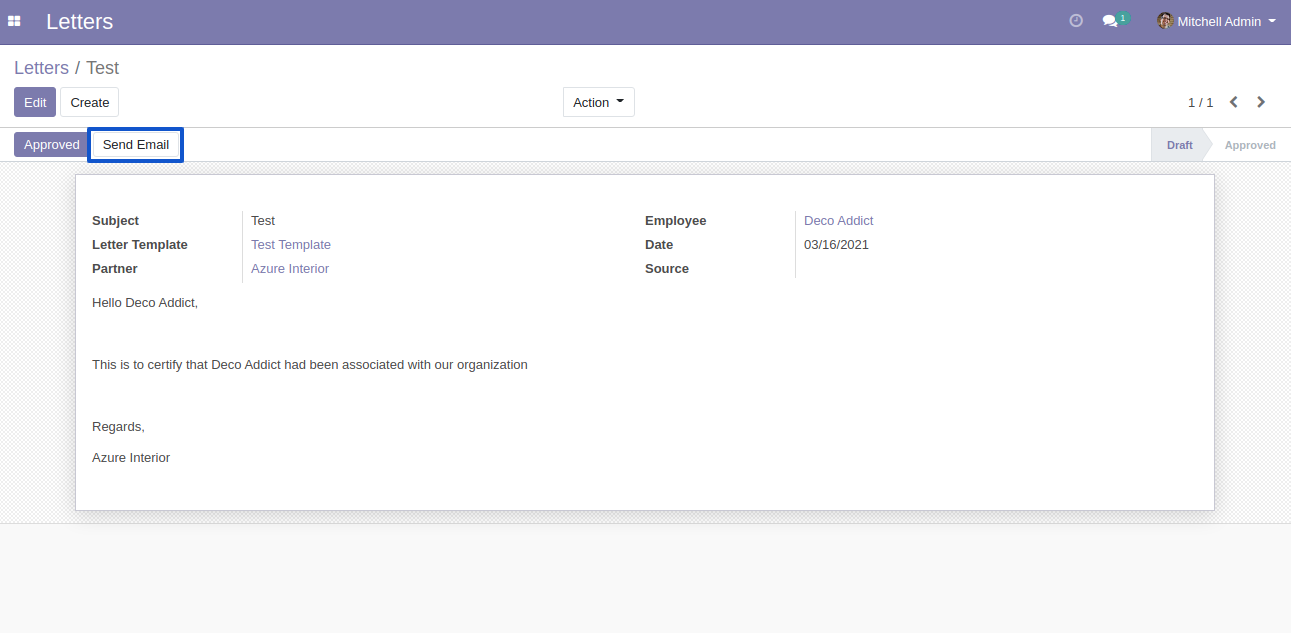 Letters
1
Mitchell Admin
Letters / Test
Edit
Create
Action
1 / 1
Approved
Send Email
Draft
Approved
Subject
Test
Employee
Deco Addict
Letter Template
Test Template
Date
03/16/2021
Partner
Azure Interior
Source
Hello Deco Addict,
This is to certify that Deco Addict had been associated with our organization
Regards,
Azure Interior